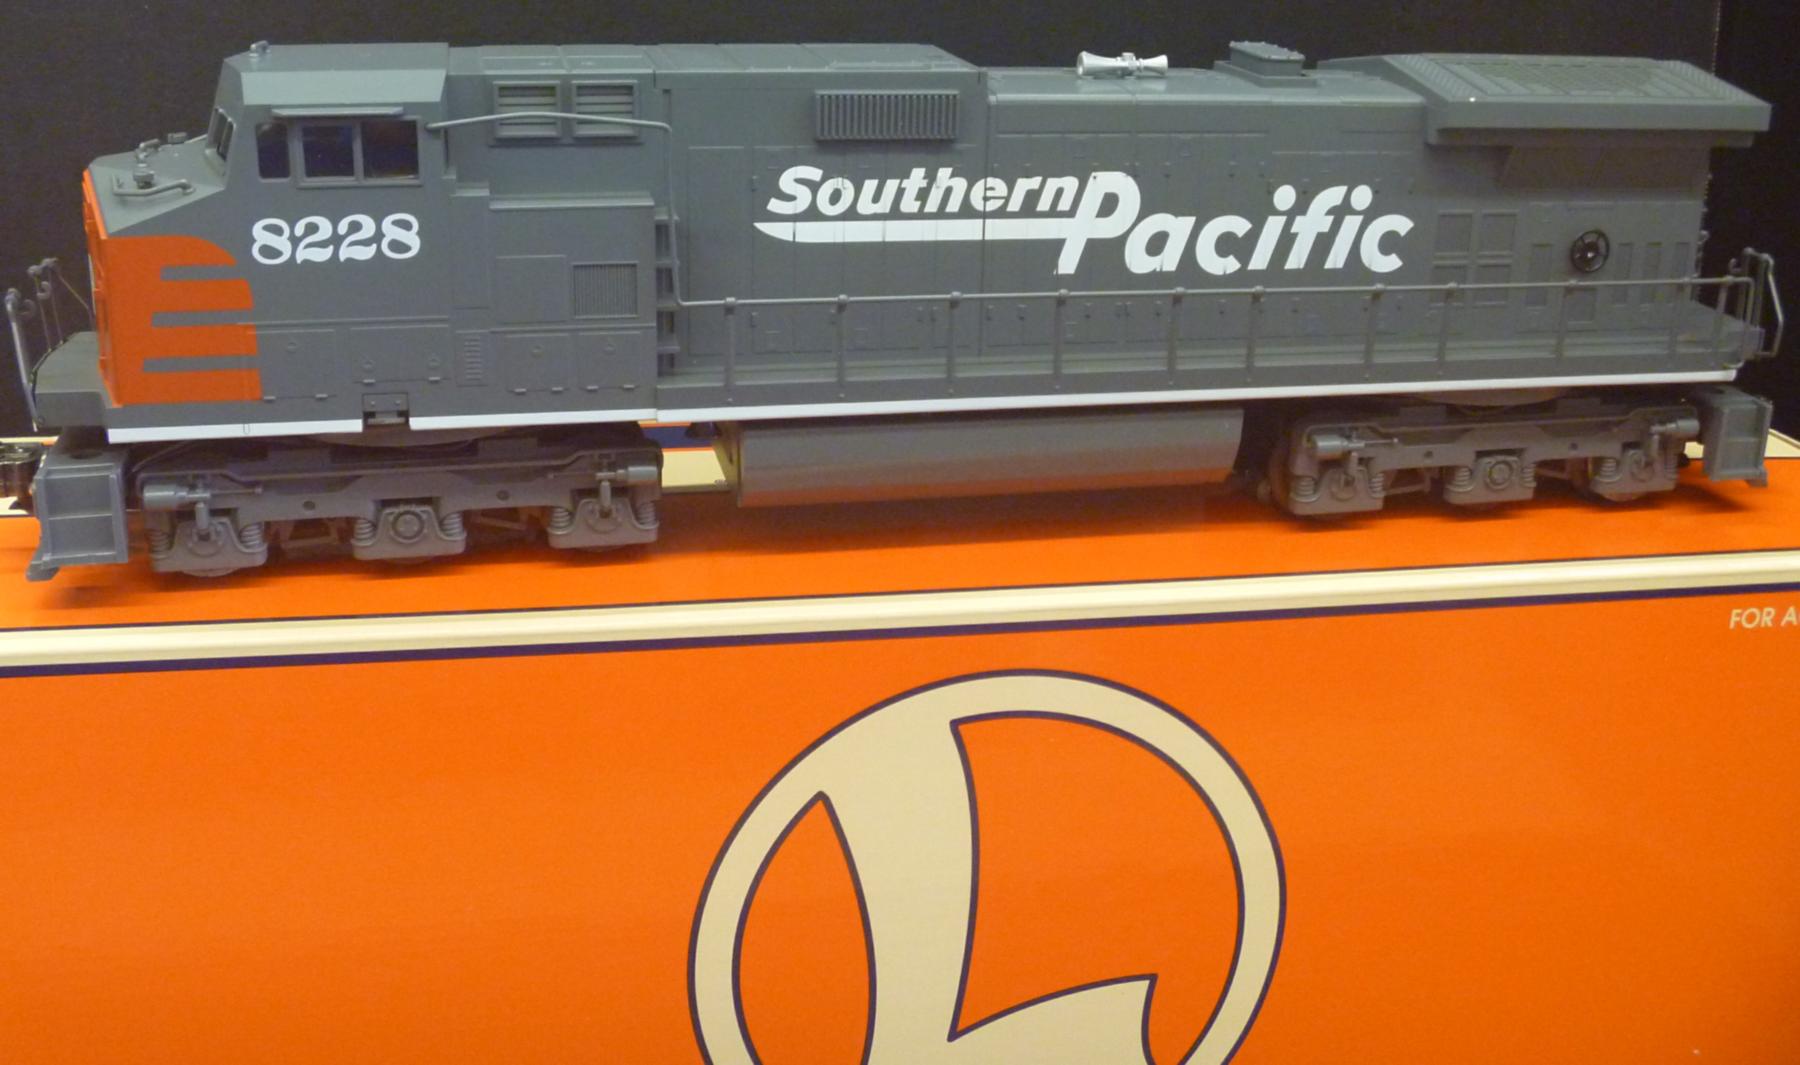 Southern
Pacific
8228
FOR A
L